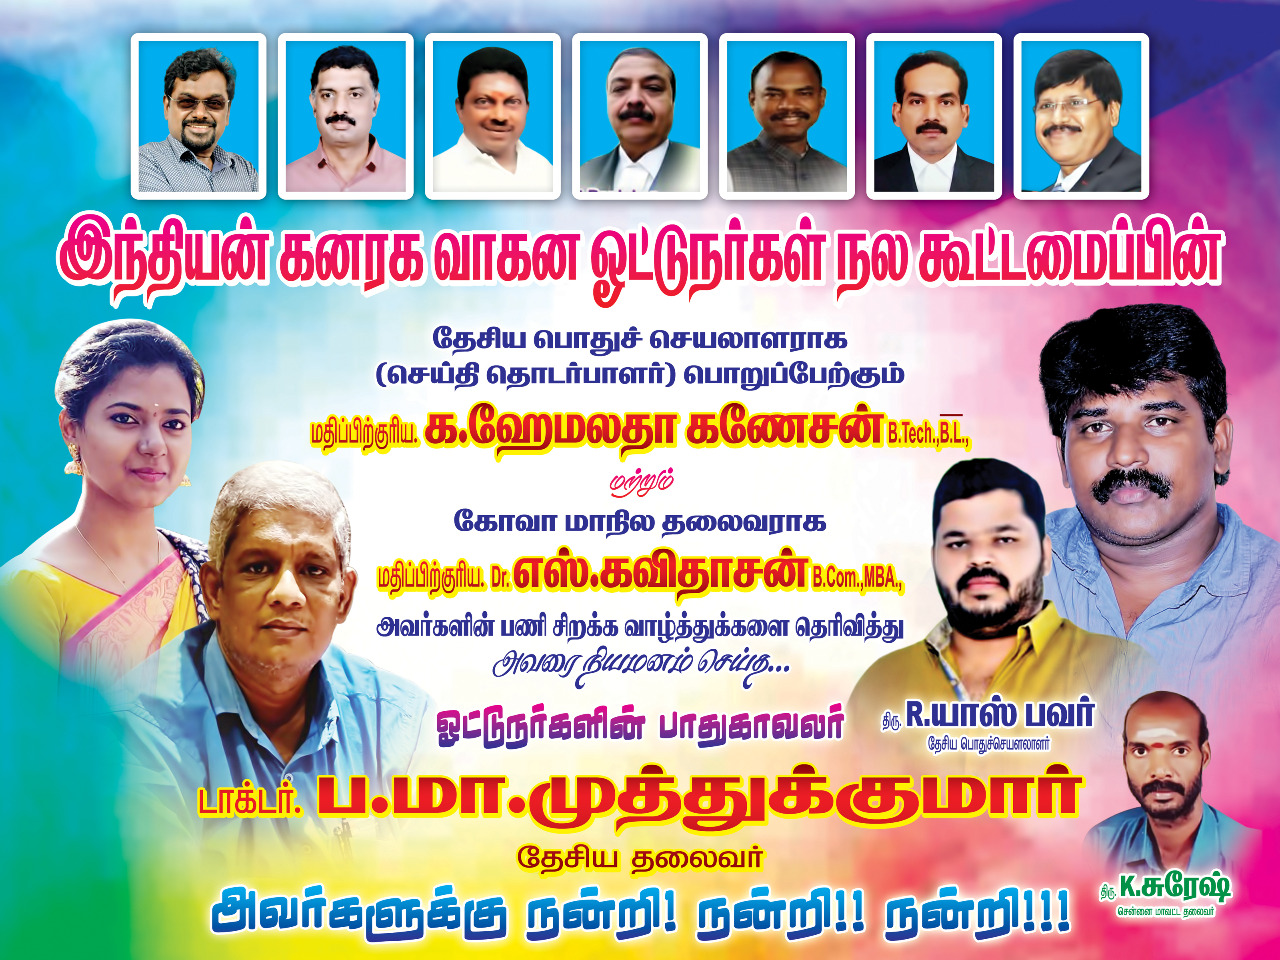 இந்தியன் கனரக வாகன ஓட்டுநர்கள் நல கூட்டமைப்பின்
தேசிய பொதுச் செயலாளராக
(செய்தி தொடர்பாளர்) பொறுப்பேற்கும்
மதிப்பிற்குரிய. க.ஹேமலதா கணேசன் B.Tech.,B.L.,
மற்றும்
கோவா மாநில தலைவராக
மதிப்பிற்குரிய. Dr. எஸ்.கவிதாசன் B.Com.,MBA.,
அவர்களின் பணி சிறக்க வாழ்த்துக்களை தெரிவித்து
அவரை நியமனம் செய்த...
ஓட்டுநர்களின் பாதுகாவலர்
திரு. R.யாஸ் பவர்
தேசிய பொதுச்செயளலாளர்
டாக்டர். ப.மா.முத்துக்குமார்
தேசிய தலைவர்
அவர்களுக்கு நன்றி! நன்றி!! நன்றி!!!
திரு. K.சுரேஷ்
சென்னை மாவட்ட தலைவர்